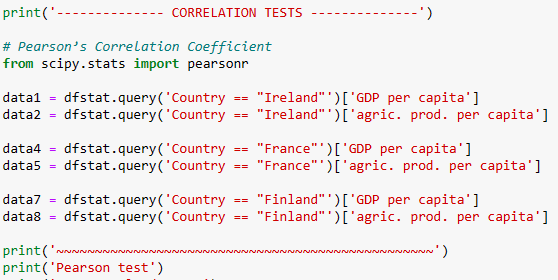 print('-------------- CORRELATION TESTS --------------')
# Pearson’s Correlation Coefficient
from scipy.stats import pearsonr
data1 = dfstat.query('Country == "Ireland"')['GDP per capita']
data2 = dfstat.query('Country == "Ireland"')['agric. prod. per capita']
data4 = dfstat.query('Country == "France"')['GDP per capita']
data5 = dfstat.query('Country == "France"')['agric. prod. per capita']
data7 = dfstat.query('Country == "Finland"')['GDP per capita']
data8 = dfstat.query('Country == "Finland"')['agric. prod. per capita']
print('~~~~~~~~~~~~~~~~~~~~~~~~~~~~~~~~~~~~~~~~~~~~~~~~~')
print('Pearson test')